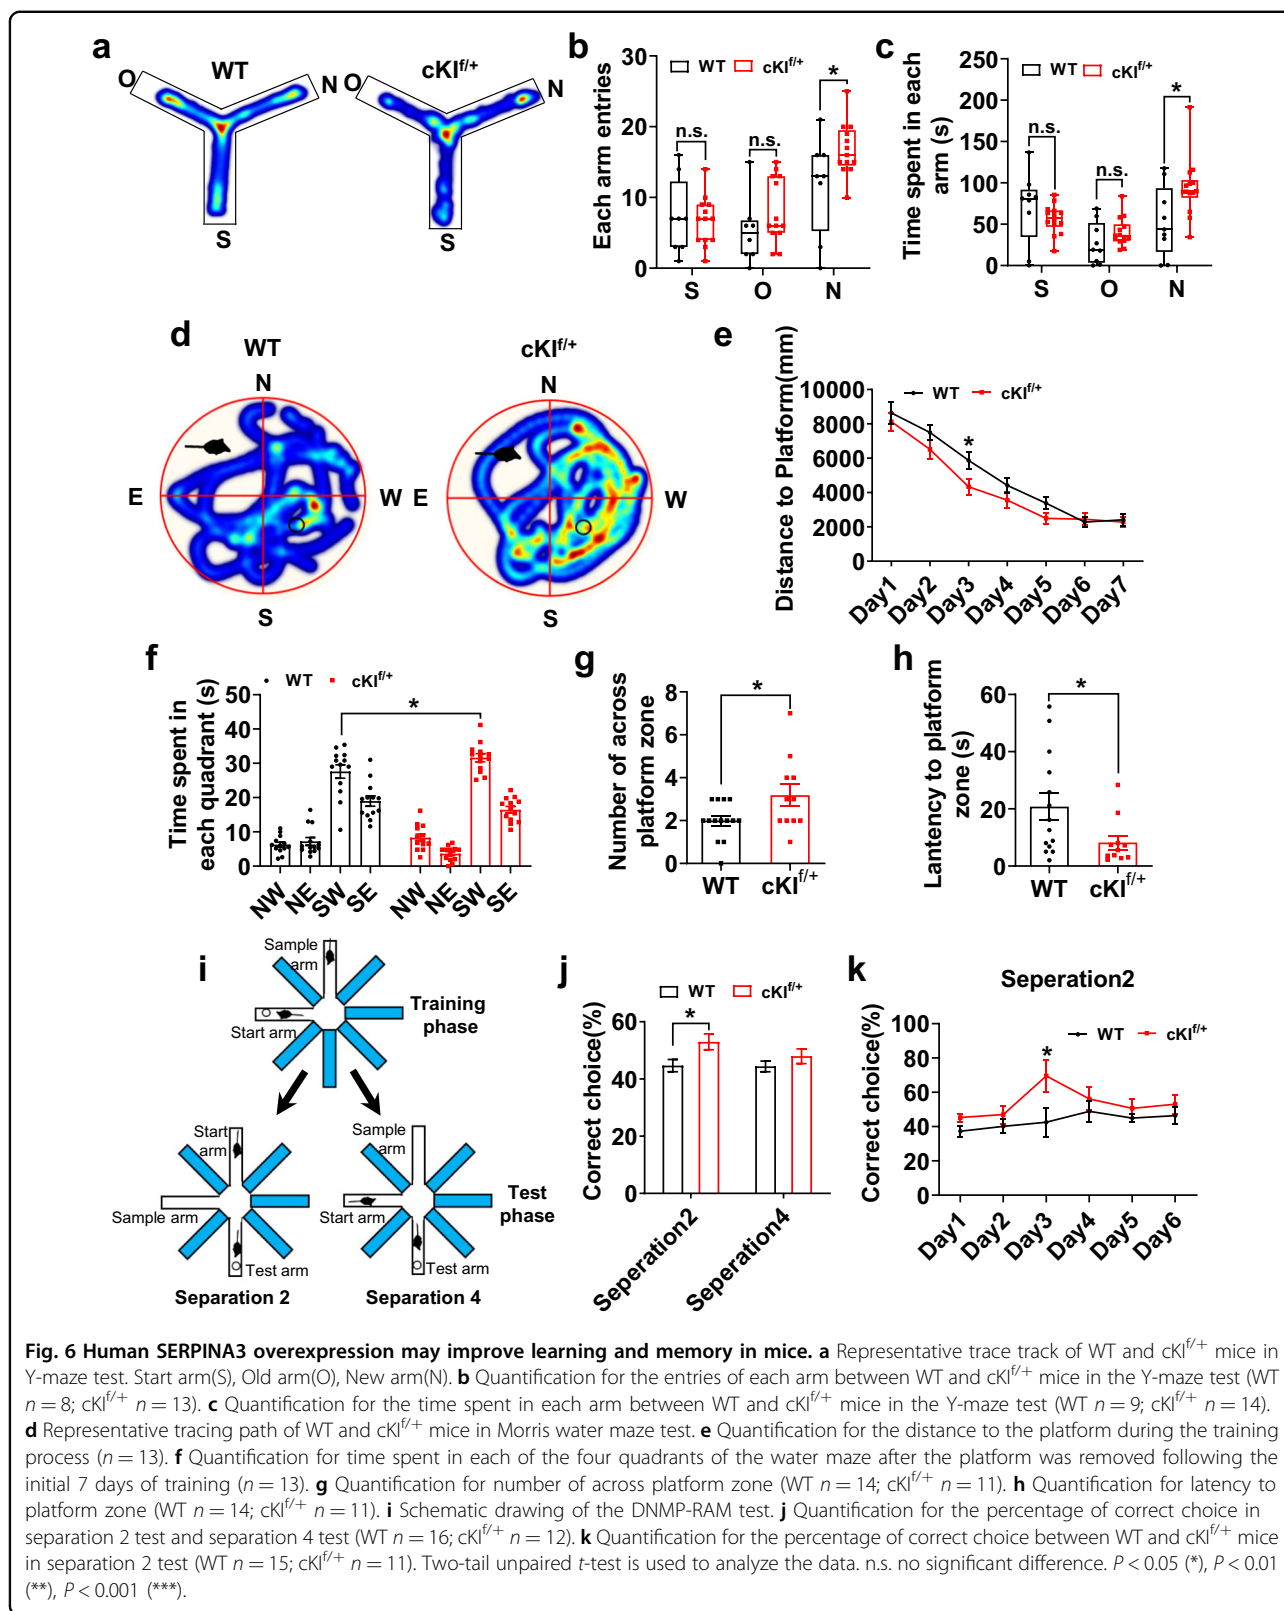 a
WT
cKIf/+
O
N
S
O
N
S
b
WT
cKIf/+
Each arm entries
30
20
10
0
n.s.
n.s.
*
S
O
N
c
WT
cKIf/+
Time spent in each
arm (s)
250
200
150
100
50
0
n.s.
n.s.
*
S
O
N
d
WT
N
E
W
S
cKIf/+
N
E
W
S
e
WT
cKIf/+
Distance to Platform(mm)
10000
8000
6000
4000
2000
0
*
Day1
Day2
Day3
Day4
Day5
Day6
Day7
f
WT
cKIf/+
Time spent in
each quadrant (s)
50
40
30
20
10
0
*
NW
NE
SW
SE
NW
NE
SW
SE
g
Number of across
platform zone
8
6
4
2
0
*
WT
cKIf/+
h
Lantency to platform
zone (s)
60
40
20
0
*
WT
cKIf/+
i
Sample
arm
Start arm
Training
phase
Start
arm
Sample arm
Test arm
Separation 2
Sample
arm
Start arm
Test arm
Separation 4
Test
phase
j
WT
cKIf/+
Correct choice(%)
60
40
20
0
*
Seperation2
Seperation4
k
Seperation2
WT
cKIf/+
Correct choice(%)
100
80
60
40
20
0
*
Day1
Day2
Day3
Day4
Day5
Day6
Fig. 6 Human SERPINA3 overexpression may improve learning and memory in mice. a Representative trace track of WT and cKIf/+ mice in
Y-maze test. Start arm(S), Old arm(O), New arm(N). b Quantification for the entries of each arm between WT and cKIf/+ mice in the Y-maze test (WT
n = 8; cKIf/+ n = 13). c Quantification for the time spent in each arm between WT and cKIf/+ mice in the Y-maze test (WT n = 9; cKIf/+ n = 14).
d Representative tracing path of WT and cKIf/+ mice in Morris water maze test. e Quantification for the distance to the platform during the training
process (n = 13). f Quantification for time spent in each of the four quadrants of the water maze after the platform was removed following the
initial 7 days of training (n = 13). g Quantification for number of across platform zone (WT n = 14; cKIf/+ n = 11). h Quantification for latency to
platform zone (WT n = 14; cKIf/+ n = 11). i Schematic drawing of the DNMP-RAM test. j Quantification for the percentage of correct choice in
separation 2 test and separation 4 test (WT n = 16; cKIf/+ n = 12). k Quantification for the percentage of correct choice between WT and cKIf/+ mice
in separation 2 test (WT n = 15; cKIf/+ n = 11). Two-tail unpaired t-test is used to analyze the data. n.s. no significant difference. P < 0.05 (*), P < 0.01
(**), P < 0.001 (***).